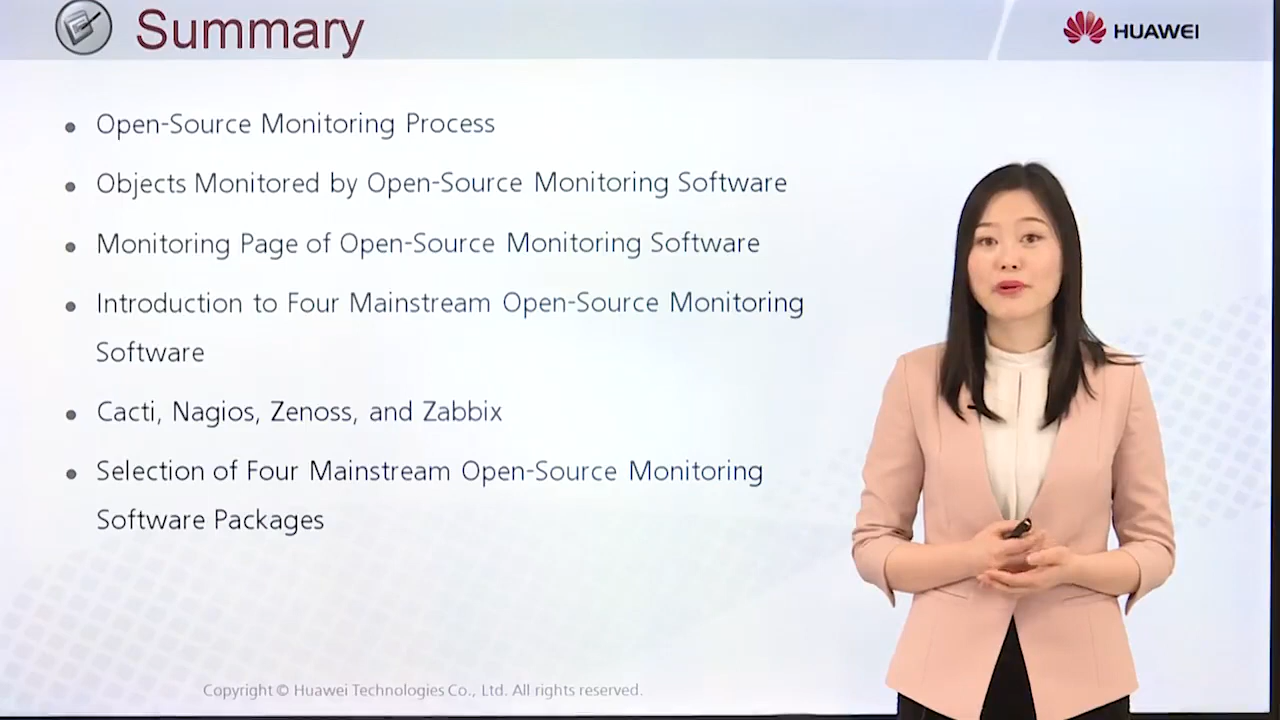 Summary
HUAWEI
Open-Source Monitoring Process
Objects Monitored by Open-Source Monitoring Software
Monitoring Page of Open-Source Monitoring Software
Introduction to Four Mainstream Open-Source Monitoring
Software
Cacti, Nagios, Zenoss, and Zabbix
Selection of Four Mainstream Open-Source Monitoring
Software Packages
Copyright © Huawei Technologies Co., Ltd. All rights reserved.